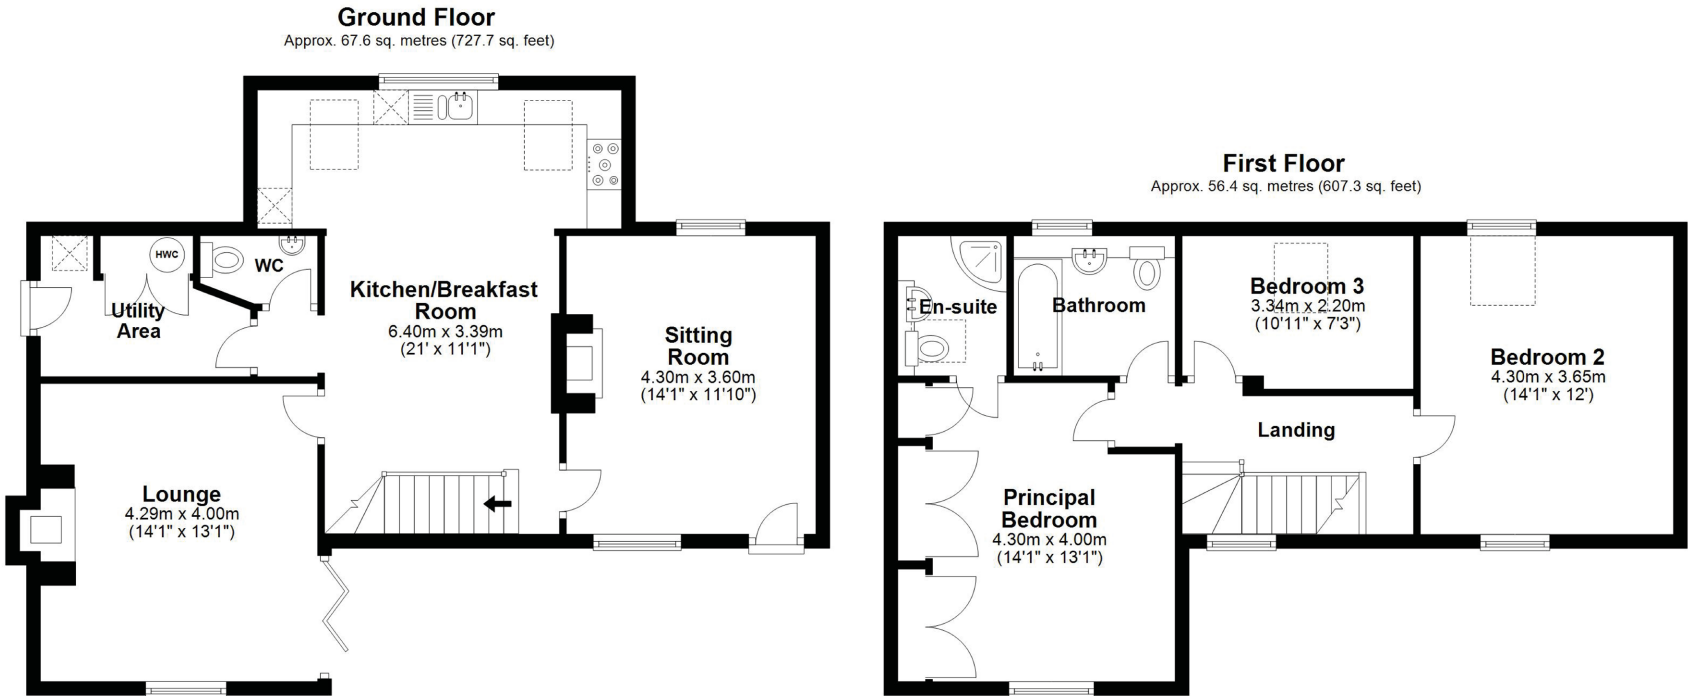 Ground Floor
Approx. 67.6 sq. metres (727.7 sq. feet)
HWC
WC
Utility
Area
Kitchen/Breakfast
Room
6.40m x 3.39m
(21' x 11'1")
Sitting
Room
4.30m x 3.60m
(14'1" x 11'10")
Lounge
4.29m x 4.00m
(14'1" x 13'1")
First Floor
Approx. 56.4 sq. metres (607.3 sq. feet)
En-suite
Bathroom
Bedroom 3
3.34m x 2.20m
(10'11" x 7'3")
Bedroom 2
4.30m x 3.65m
(14'1" x 12')
Landing
Principal
Bedroom
4.30m x 4.00m
(14'1" x 13'1")